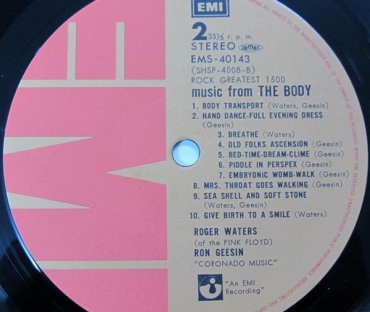 EMI
2 33⅓ r. p. m.
STEREO
EMS-40143
(SHSP-4008-B)
ROCK GREATEST 1500
music from THE BODY
1. BODY TRANSPORT (Waters, Geesin)
2. HAND DANCE-FULL EVENING DRESS
(Geesin)
3. BREATHE (Waters)
4. OLD FOLKS ASCENSION (Geesin)
5. BED-TIME-DREAM-CLIME (Geesin)
6. PIDDLE IN PERSPEX (Geesin)
7. EMBRYONIC WOMB-WALK (Geesin)
8. MRS. THROAT GOES WALKING (Geesin)
9. SEA SHELL AND SOFT STONE
(Waters, Geesin)
10. GIVE BIRTH TO A SMILE (Waters)
ROGER WATERS
(of the PINK FLOYD)
RON GEESIN
"CORONADO MUSIC"
"An EMI
Recording"